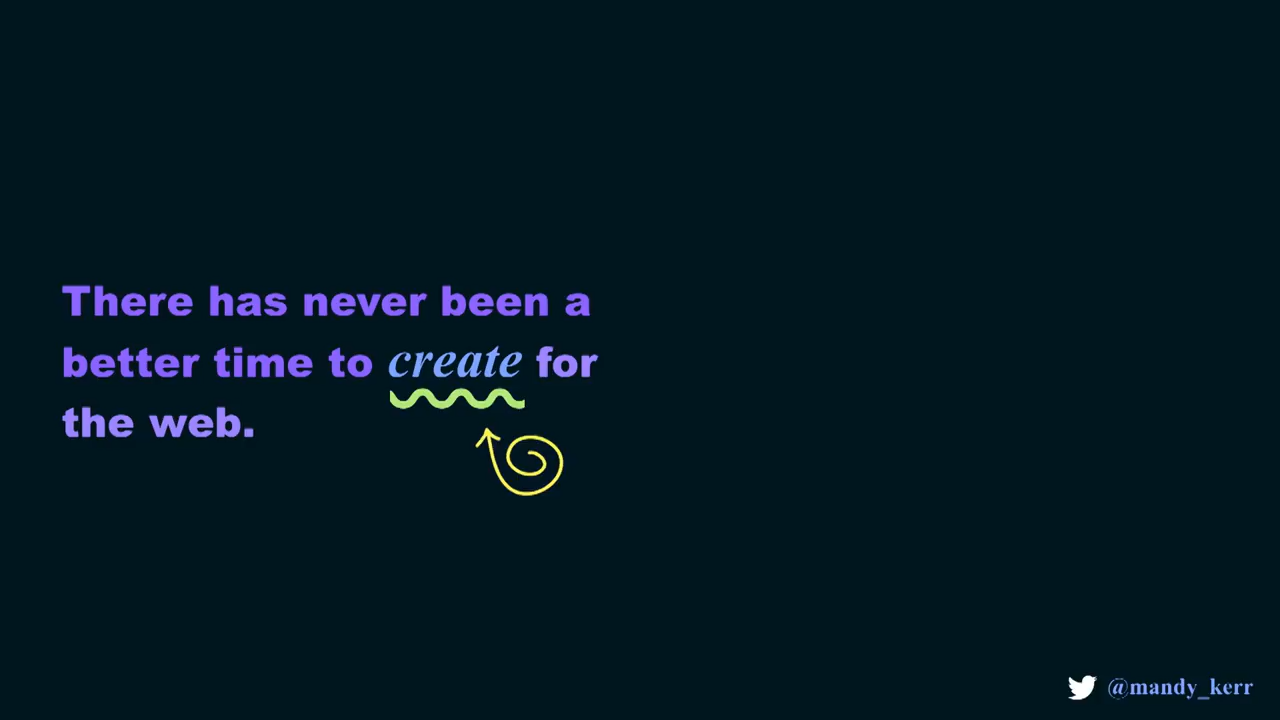 There has never been a
better time to create for
the web.
@mandy_kerr